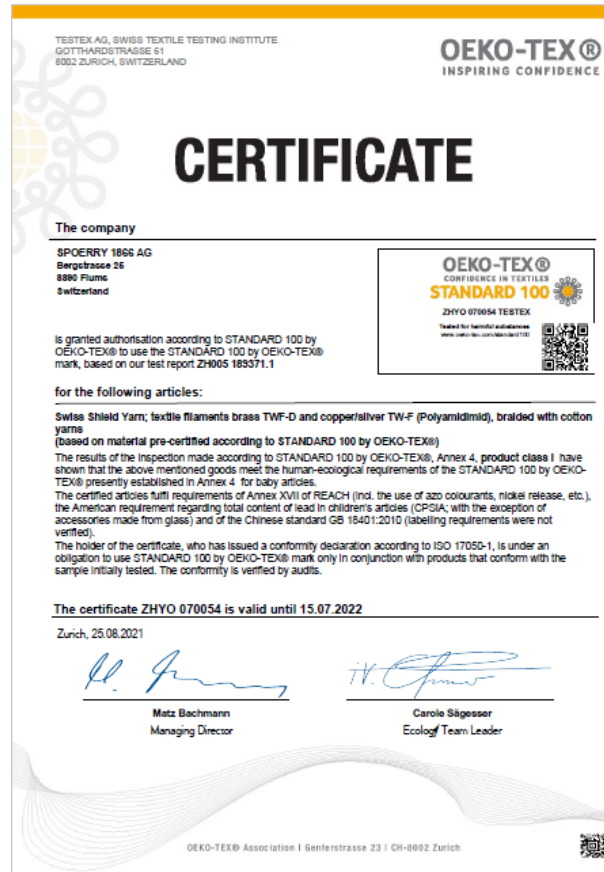 TESTEX AG, SWISS TEXTILE TESTING INSTITUTE
GOTTHARDSTRASSE 61
8002 ZURICH, SWITZERLAND
OEKO-TEX®
INSPIRING CONFIDENCE
CERTIFICATE
The company
SPOERRY 1866 AG
Bergstrasse 25
8890 Flums
Switzerland
OEKO-TEX®
CONFIDENCE IN TEXTILES
STANDARD 100
ZHYO 070054 TESTEX
Tested for harmful substances
www.oeko-tex.com/standard100
is granted authorisation according to STANDARD 100 by
OEKO-TEX® to use the STANDARD 100 by OEKO-TEX®
mark, based on our test report ZH005 189371.1
for the following articles:
Swiss Shield Yarn; textile filaments brass TWF-D and copper/silver TW-F (Polyamidimid), braided with cotton
yarns
(based on material pre-certified according to STANDARD 100 by OEKO-TEX®)
The results of the inspection made according to STANDARD 100 by OEKO-TEX®, Annex 4, product class I have
shown that the above mentioned goods meet the human-ecological requirements of the STANDARD 100 by OEKO-
TEX® presently established in Annex 4 for baby articles.
The certified articles fulfil requirements of Annex XVII of REACH (incl. the use of azo colourants, nickel release, etc.),
the American requirement regarding total content of lead in children's articles (CPSIA; with the exception of
accessories made from glass) and of the Chinese standard GB 18401:2010 (labelling requirements were not
verified).
The holder of the certificate, who has issued a conformity declaration according to ISO 17050-1, is under an
obligation to use STANDARD 100 by OEKO-TEX® mark only in conjunction with products that conform with the
sample initially tested. The conformity is verified by audits.
The certificate ZHYO 070054 is valid until 15.07.2022
Zurich, 25.08.2021
Matz Bachmann
Managing Director
i.V.
Carole Sägesser
Ecology Team Leader
OEKO-TEX® Association | Genferstrasse 23 | CH-8002 Zurich